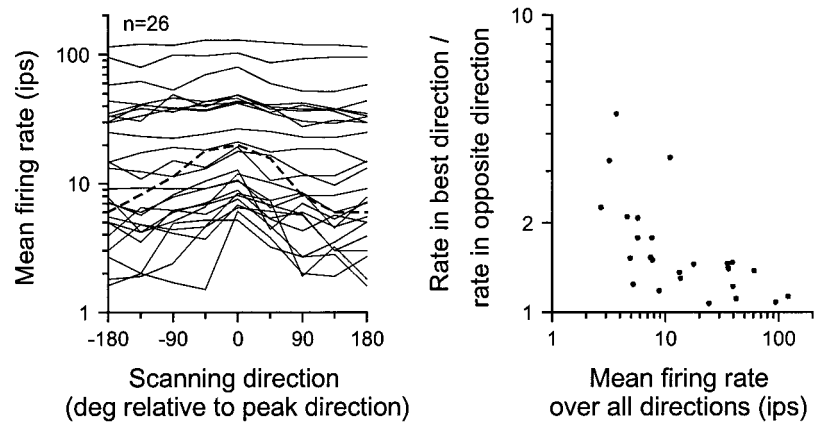 n=26
100
10
1
Mean firing rate (ips)
-180 -90 0 90 180
Scanning direction
(deg relative to peak direction)
10
2
1
Rate in best direction /
rate in opposite direction
1 10 100
Mean firing rate
over all directions (ips)